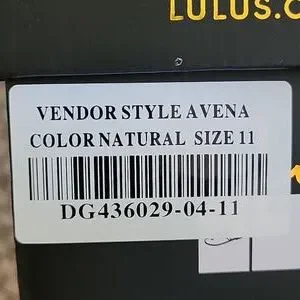 LULUS.C
VENDOR STYLE AVENA
COLOR NATURAL SIZE 11
DG436029-04-11